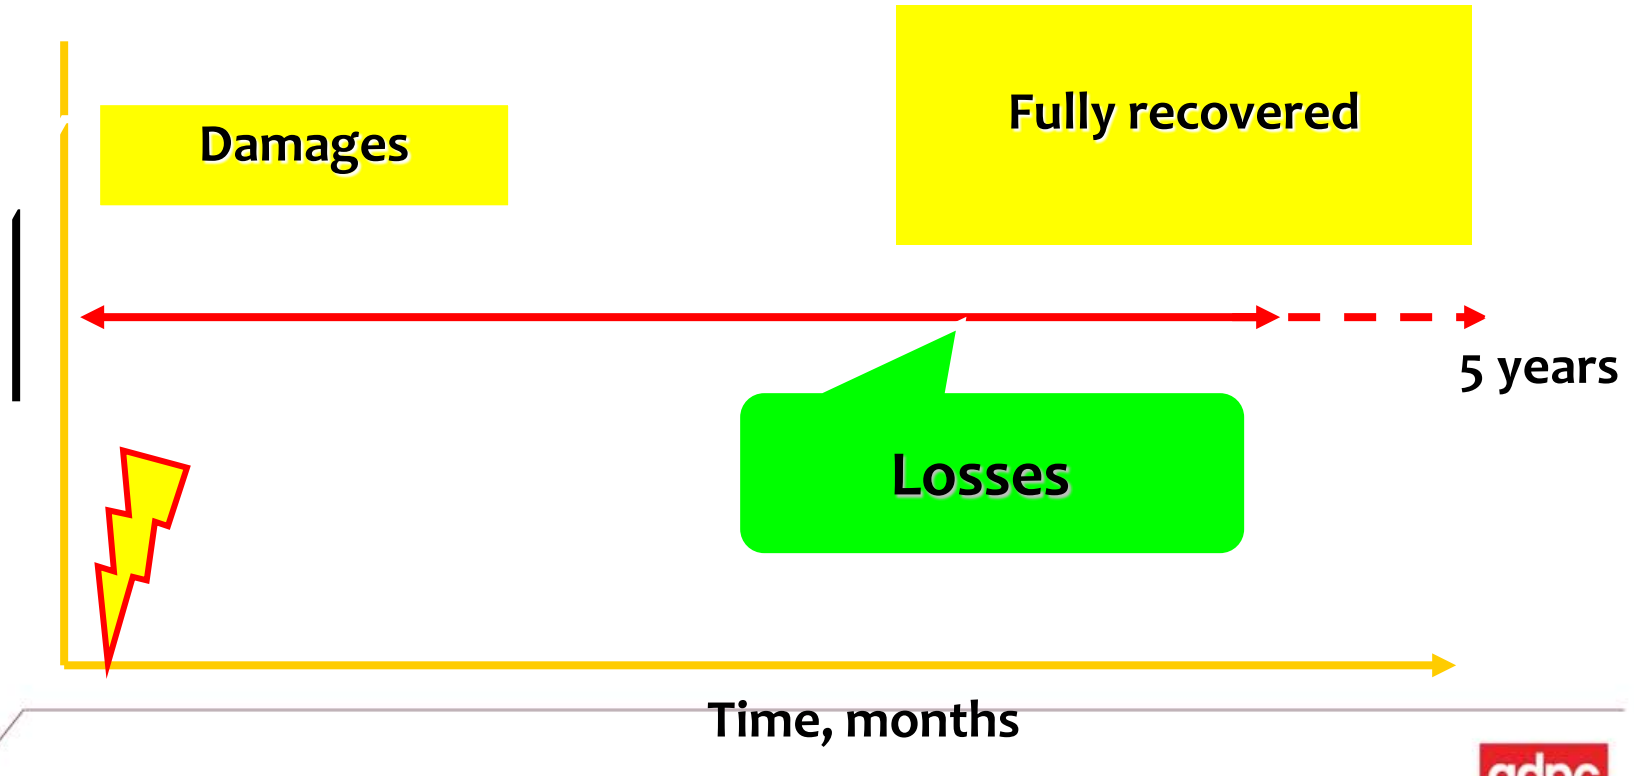 Fully recovered
Damages
5 years
Losses
Time, months